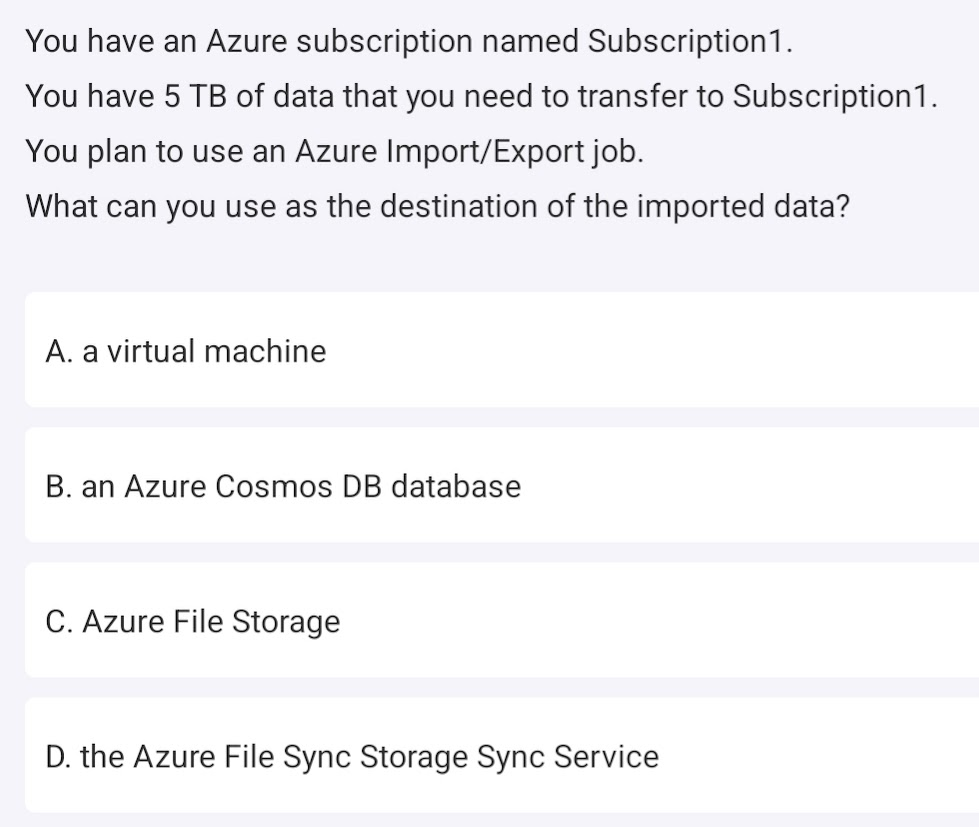 You have an Azure subscription named Subscription1.
You have 5 TB of data that you need to transfer to Subscription1.
You plan to use an Azure Import/Export job.
What can you use as the destination of the imported data?
A. a virtual machine
B. an Azure Cosmos DB database
C. Azure File Storage
D. the Azure File Sync Storage Sync Service